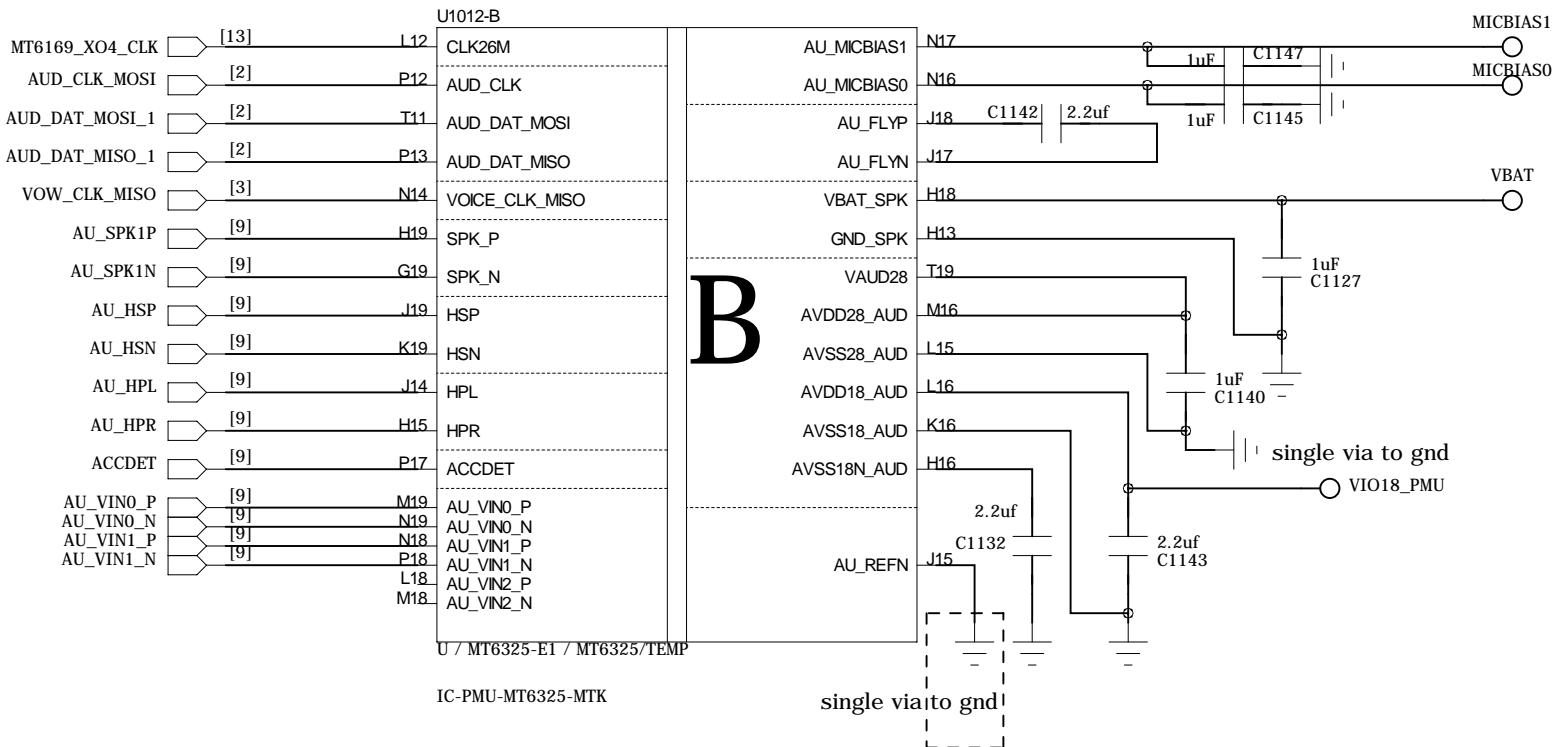 U1012-B
MT6169_XO4_CLK [13] L12 CLK26M
AUD_CLK_MOSI [2] P12 AUD_CLK
AUD_DAT_MOSI_1 [2] T11 AUD_DAT_MOSI
AUD_DAT_MISO_1 [2] P13 AUD_DAT_MISO
VOW_CLK_MISO [3] N14 VOICE_CLK_MISO
AU_SPK1P [9] H19 SPK_P
AU_SPK1N [9] G19 SPK_N
AU_HSP [9] J19 HSP
AU_HSN [9] K19 HSN
AU_HPL [9] J14 HPL
AU_HPR [9] H15 HPR
ACCDET [9] P17 ACCDET
AU_VIN0_P [9] M19 AU_VIN0_P
AU_VIN0_N [9] N19 AU_VIN0_N
AU_VIN1_P [9] N18 AU_VIN1_P
AU_VIN1_N [9] P18 AU_VIN1_N
L18 AU_VIN2_P
M18 AU_VIN2_N
B
AU_MICBIAS1 N17
MICBIAS1
1uF C1147
AU_MICBIAS0 N16
MICBIAS0
1uF C1145
AU_FLYP J18
C1142 2.2uf
AU_FLYN J17
VBAT_SPK H18
VBAT
GND_SPK H13
1uF
C1127
VAUD28 T19
AVDD28_AUD M16
AVSS28_AUD L15
1uF
C1140
AVDD18_AUD L16
AVSS18_AUD K16
single via to gnd
AVSS18N_AUD H16
VIO18_PMU
2.2uf
C1132
2.2uf
C1143
AU_REFN J15
U / MT6325-E1 / MT6325/TEMP
IC-PMU-MT6325-MTK
single via to gnd